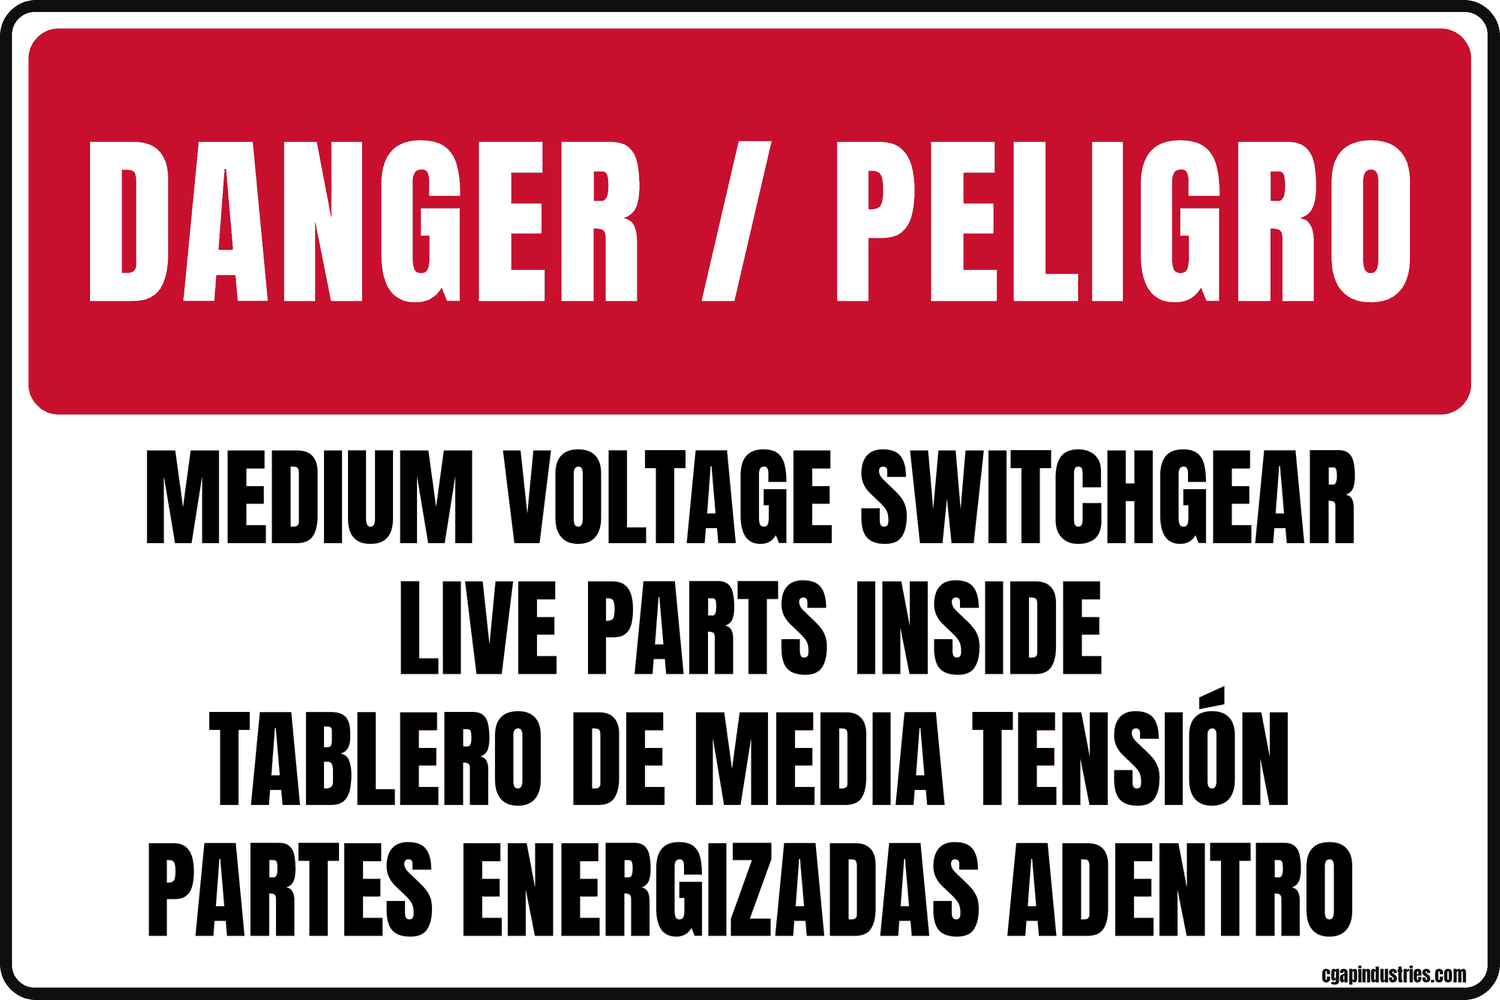 DANGER / PELIGRO
MEDIUM VOLTAGE SWITCHGEAR
LIVE PARTS INSIDE
TABLERO DE MEDIA TENSIÓN
PARTES ENERGIZADAS ADENTRO
cgapindustries.com